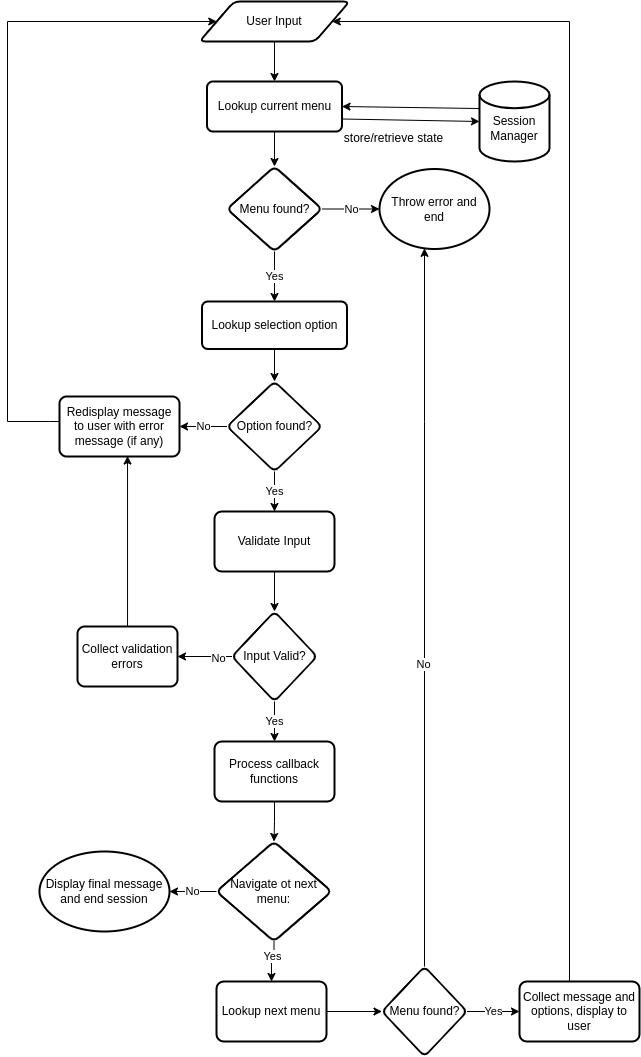 User Input
Lookup current menu
Session
Manager
store/retrieve state
Menu found?
No
Throw error and
end
Yes
Lookup selection option
Redisplay message
to user with error
message (if any)
No
Option found?
Yes
Validate Input
Collect validation
errors
No
Input Valid?
No
Yes
Process callback
functions
Display final message
and end session
No
Navigate ot next
menu:
Yes
Lookup next menu
Menu found?
Yes
Collect message and
options, display to
user